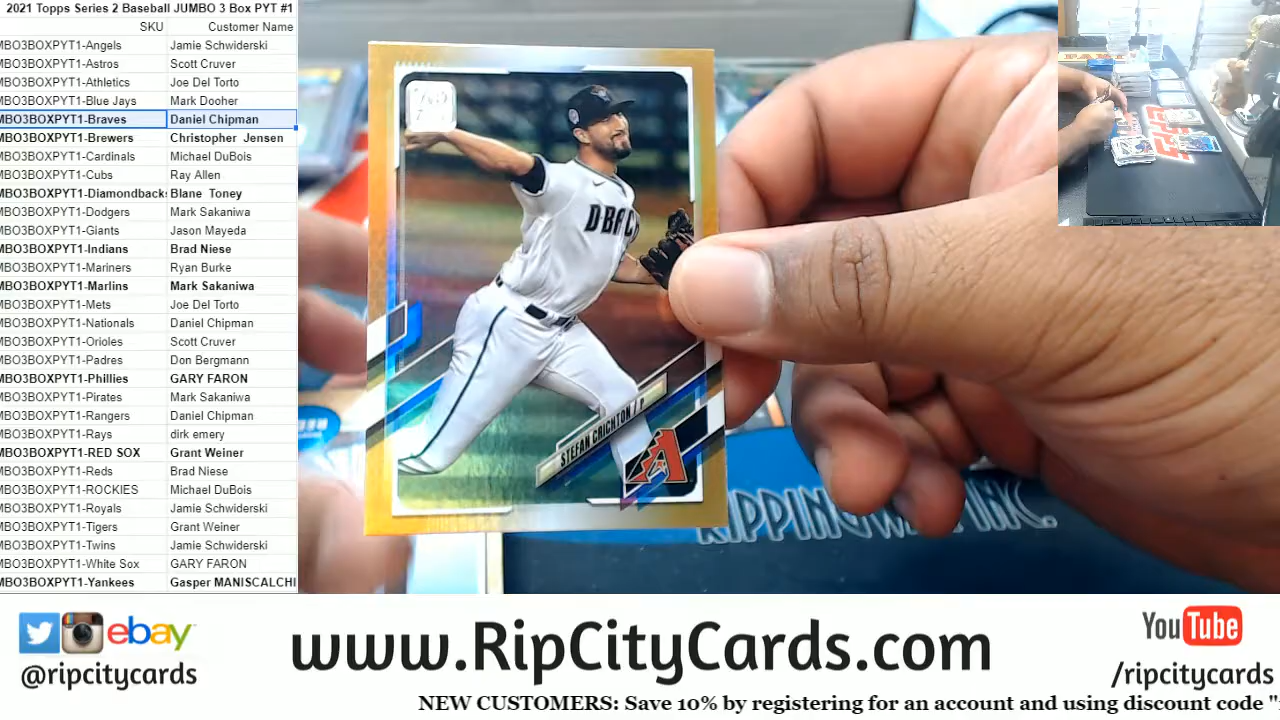 2021 Topps Series 2 Baseball JUMBO 3 Box PYT #1
SKU Customer Name
MBO3BOXPYT1-Angels Jamie Schwiderski
MBO3BOXPYT1-Astros Scott Cruver
MBO3BOXPYT1-Athletics Joe Del Torto
MBO3BOXPYT1-Blue Jays Mark Dooher
MBO3BOXPYT1-Braves Daniel Chipman
MBO3BOXPYT1-Brewers Christopher Jensen
MBO3BOXPYT1-Cardinals Michael DuBois
MBO3BOXPYT1-Cubs Ray Allen
MBO3BOXPYT1-Diamondbacks Blane Toney
MBO3BOXPYT1-Dodgers Mark Sakaniwa
MBO3BOXPYT1-Giants Jason Mayeda
MBO3BOXPYT1-Indians Brad Niese
MBO3BOXPYT1-Mariners Ryan Burke
MBO3BOXPYT1-Marlins Mark Sakaniwa
MBO3BOXPYT1-Mets Joe Del Torto
MBO3BOXPYT1-Nationals Daniel Chipman
MBO3BOXPYT1-Orioles Scott Cruver
MBO3BOXPYT1-Padres Don Bergmann
MBO3BOXPYT1-Phillies GARY FARON
MBO3BOXPYT1-Pirates Mark Sakaniwa
MBO3BOXPYT1-Rangers Daniel Chipman
MBO3BOXPYT1-Rays dirk emery
MBO3BOXPYT1-RED SOX Grant Weiner
MBO3BOXPYT1-Reds Brad Niese
MBO3BOXPYT1-ROCKIES Michael DuBois
MBO3BOXPYT1-Royals Jamie Schwiderski
MBO3BOXPYT1-Tigers Grant Weiner
MBO3BOXPYT1-Twins Jamie Schwiderski
MBO3BOXPYT1-White Sox GARY FARON
MBO3BOXPYT1-Yankees Gasper MANISCALCHI
DBAC
STEFAN CRICHTON / P
INC.
ebay
@ripcitycards
www.RipCityCards.com
YouTube
/ripcitycards
NEW CUSTOMERS: Save 10% by registering for an account and using discount code "